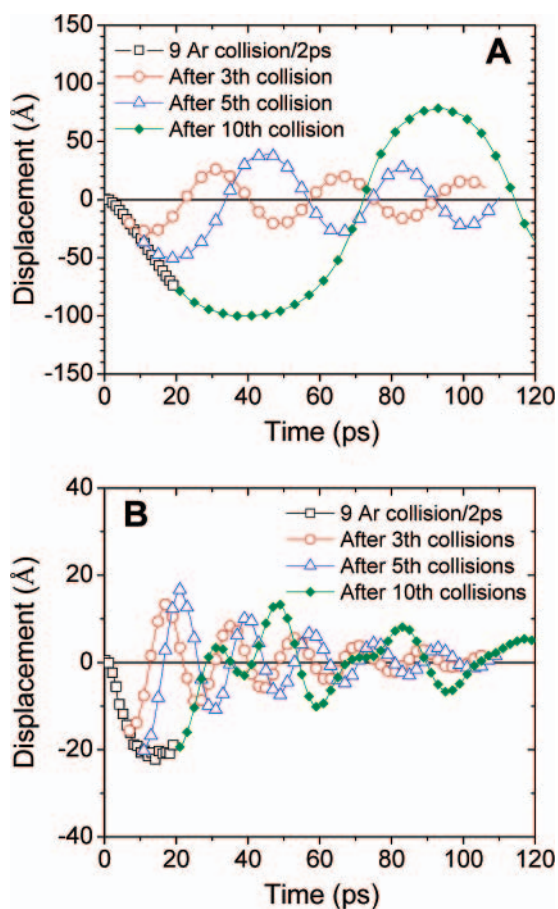 A
9 Ar collision/2ps
After 3th collision
After 5th collision
After 10th collision
150
100
50
0
-50
-100
-150
Displacement (Å)
0 20 40 60 80 100 120
Time (ps)
B
9 Ar collision/2ps
After 3th collisions
After 5th collisions
After 10th collisions
40
20
0
-20
-40
Displacement (Å)
0 20 40 60 80 100 120
Time (ps)